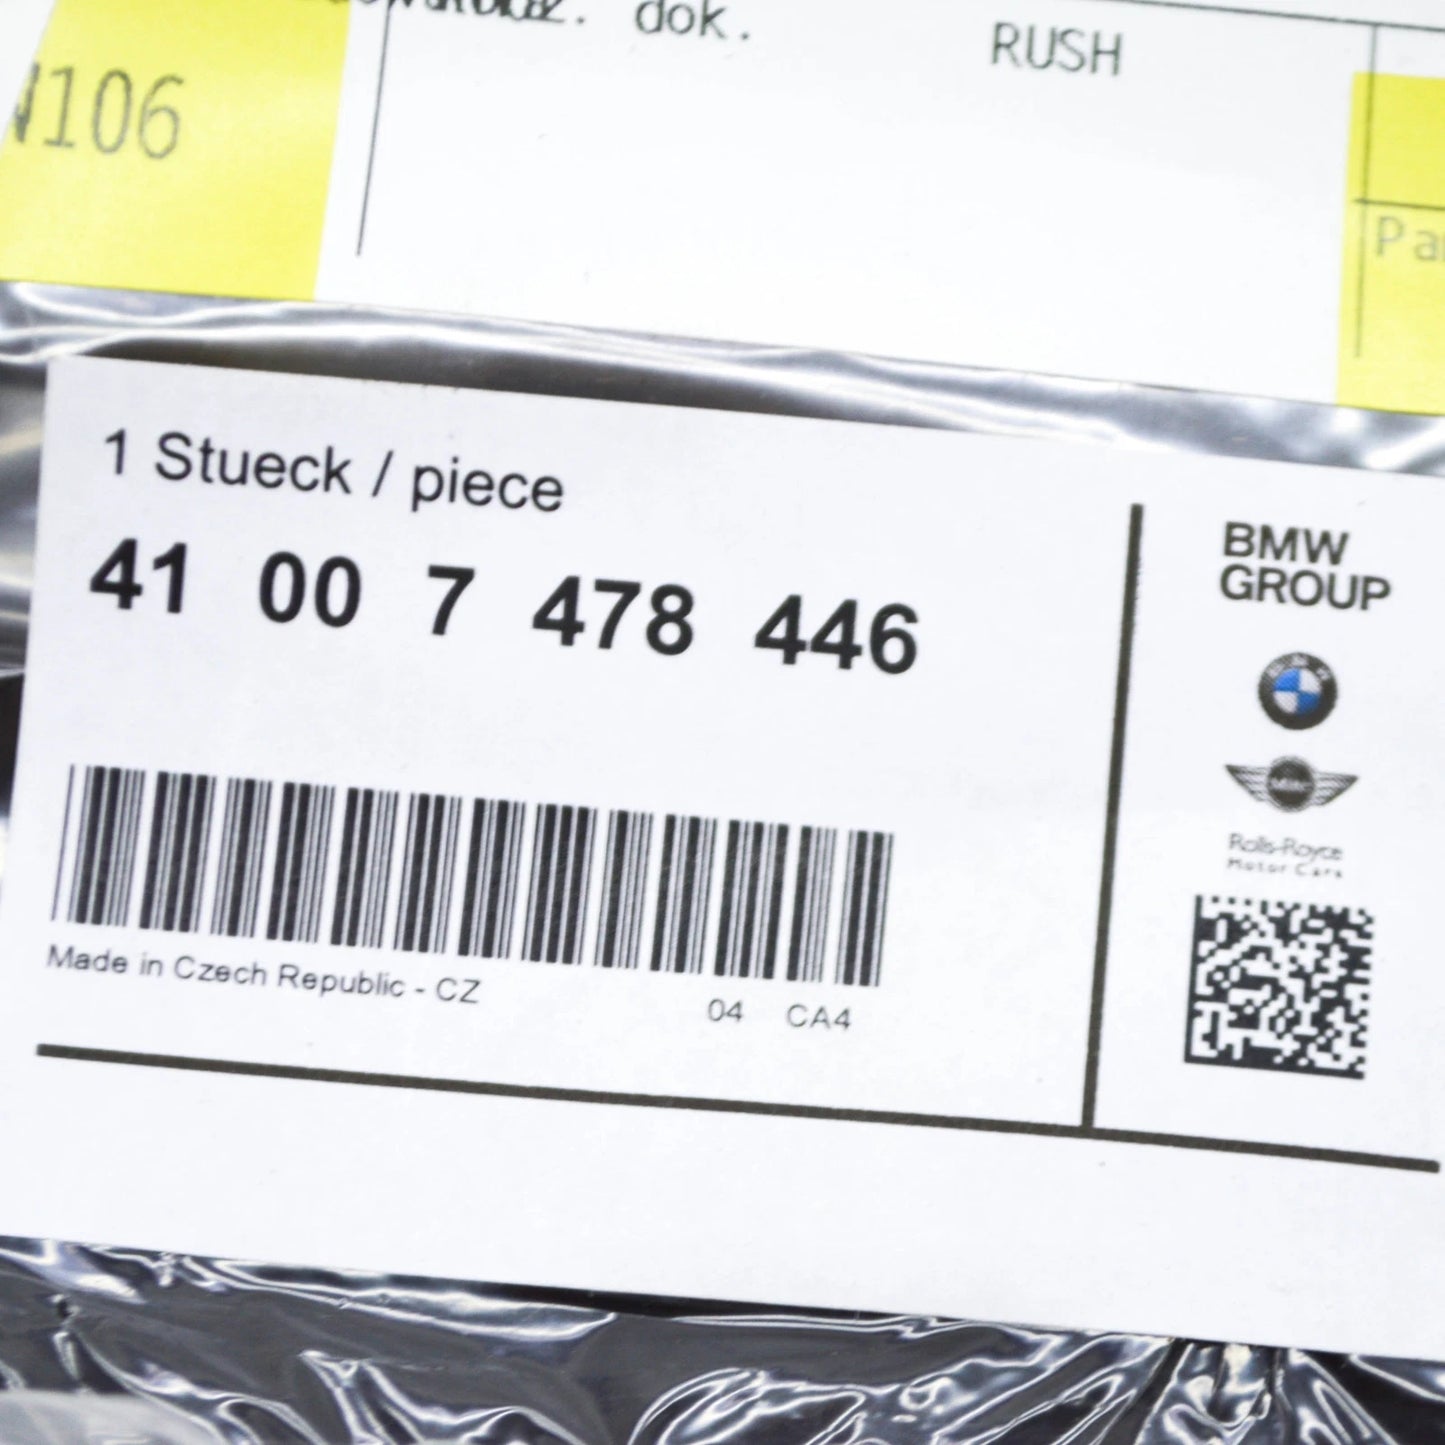 dok.
RUSH
106
1 Stueck / piece
41 00 7 478 446
Made in Czech Republic - CZ
04 CA4
BMW
GROUP
Rolls-Royce
Motor Cars